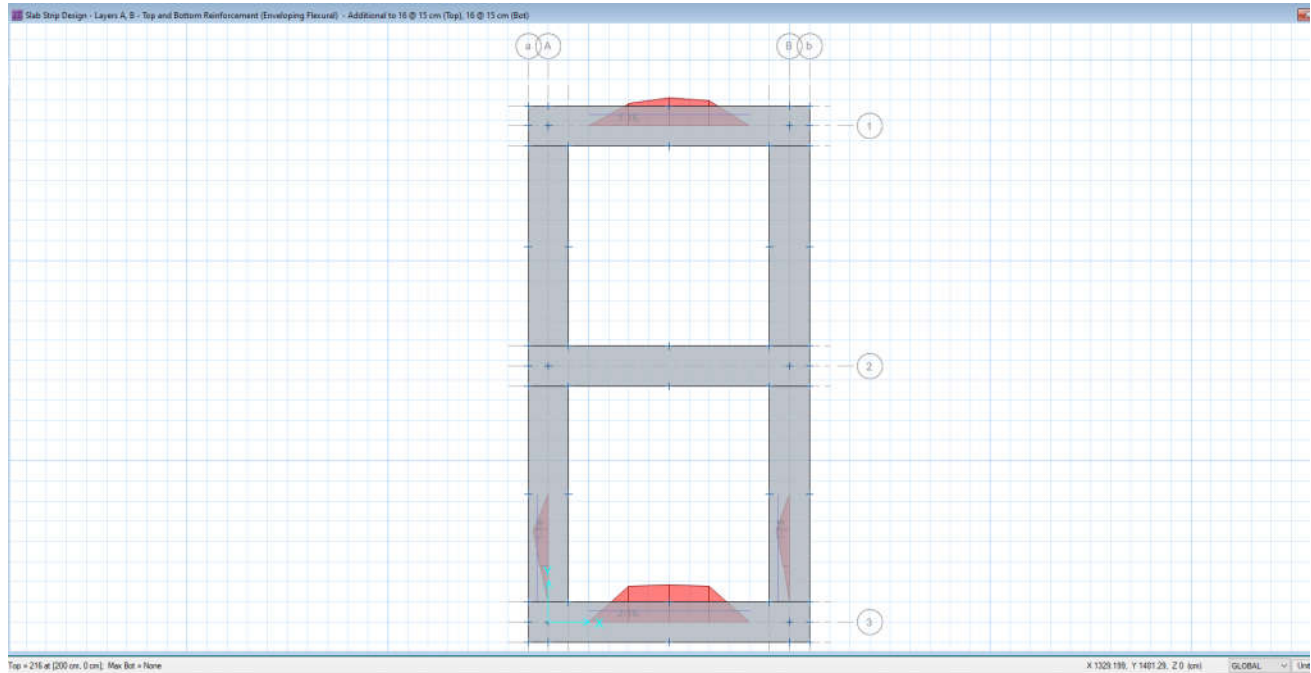 Slab Strip Design - Layers A, B - Top and Bottom Reinforcement (Enveloping Flexural) - Additional to 16 @ 15 cm (Top), 16 @ 15 cm (Bot)
a A B b
1
2
3
Top = 216 at [200 cm, 0 cm]; Max Bot = None
X 1329.199, Y 1401.29, Z 0 (cm) GLOBAL